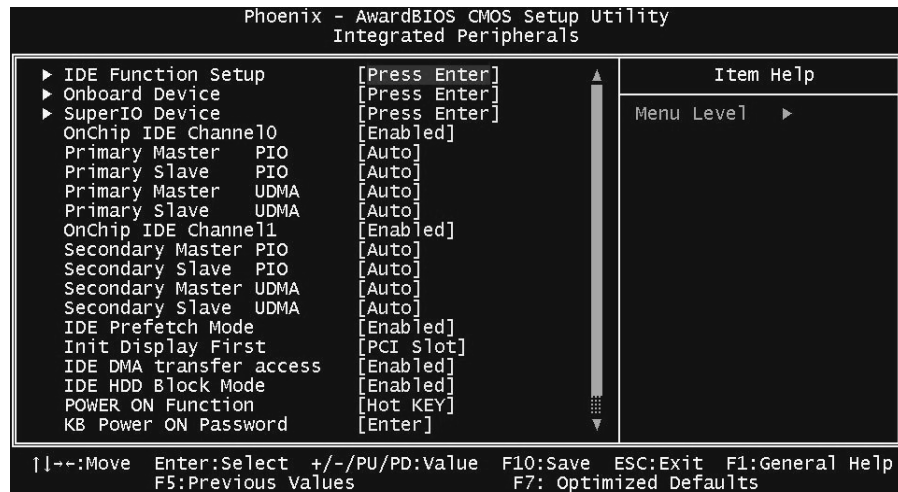 Phoenix - AwardBIOS CMOS Setup Utility
Integrated Peripherals
▶ IDE Function Setup [Press Enter]
▶ Onboard Device [Press Enter]
▶ SuperIO Device [Press Enter]
OnChip IDE Channel0 [Enabled]
Primary Master PIO [Auto]
Primary Slave PIO [Auto]
Primary Master UDMA [Auto]
Primary Slave UDMA [Auto]
OnChip IDE Channel1 [Enabled]
Secondary Master PIO [Auto]
Secondary Slave PIO [Auto]
Secondary Master UDMA [Auto]
Secondary Slave UDMA [Auto]
IDE Prefetch Mode [Enabled]
Init Display First [PCI Slot]
IDE DMA transfer access [Enabled]
IDE HDD Block Mode [Enabled]
POWER ON Function [Hot KEY]
KB Power ON Password [Enter]
Item Help
Menu Level ▶
↑↓→←:Move Enter:Select +/-/PU/PD:Value F10:Save ESC:Exit F1:General Help
F5:Previous Values F7: Optimized Defaults